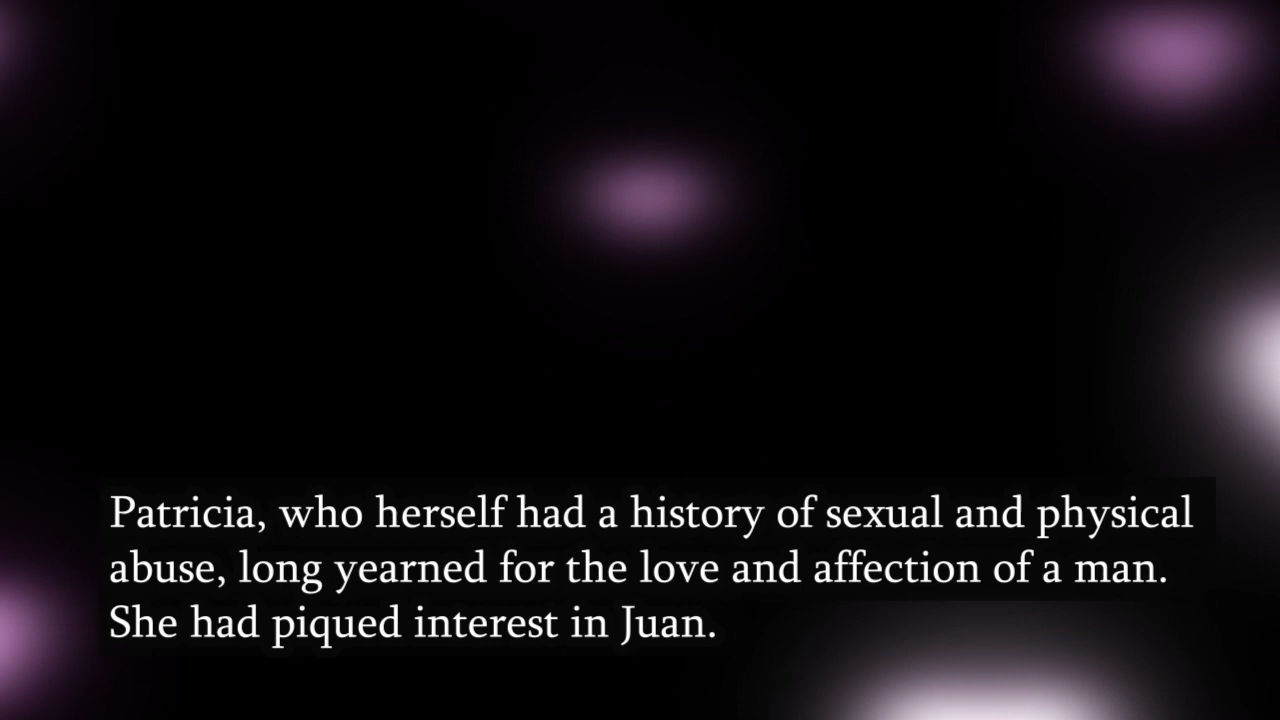 Patricia, who herself had a history of sexual and physical
abuse, long yearned for the love and affection of a man.
She had piqued interest in Juan.